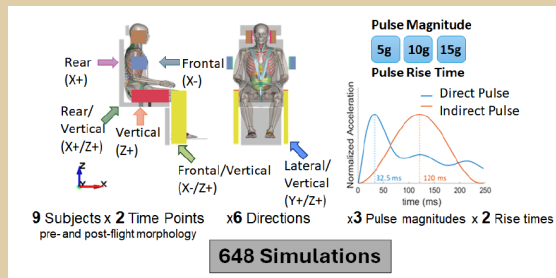 Pulse Magnitude
5g 10g 15g
Pulse Rise Time
Rear
(X+)
Frontal
(X-)
Rear/
Vertical
(X+/Z+)
Vertical
(Z+)
Frontal/Vertical
(X-/Z+)
Lateral/
Vertical
(Y+/Z+)
Z
X
Direct Pulse
Indirect Pulse
Normalized Acceleration
32.5 ms
120 ms
0 50 100 150 200 250
time (ms)
9 Subjects x 2 Time Points
pre- and post-flight morphology
x6 Directions
x3 Pulse magnitudes x 2 Rise times
648 Simulations